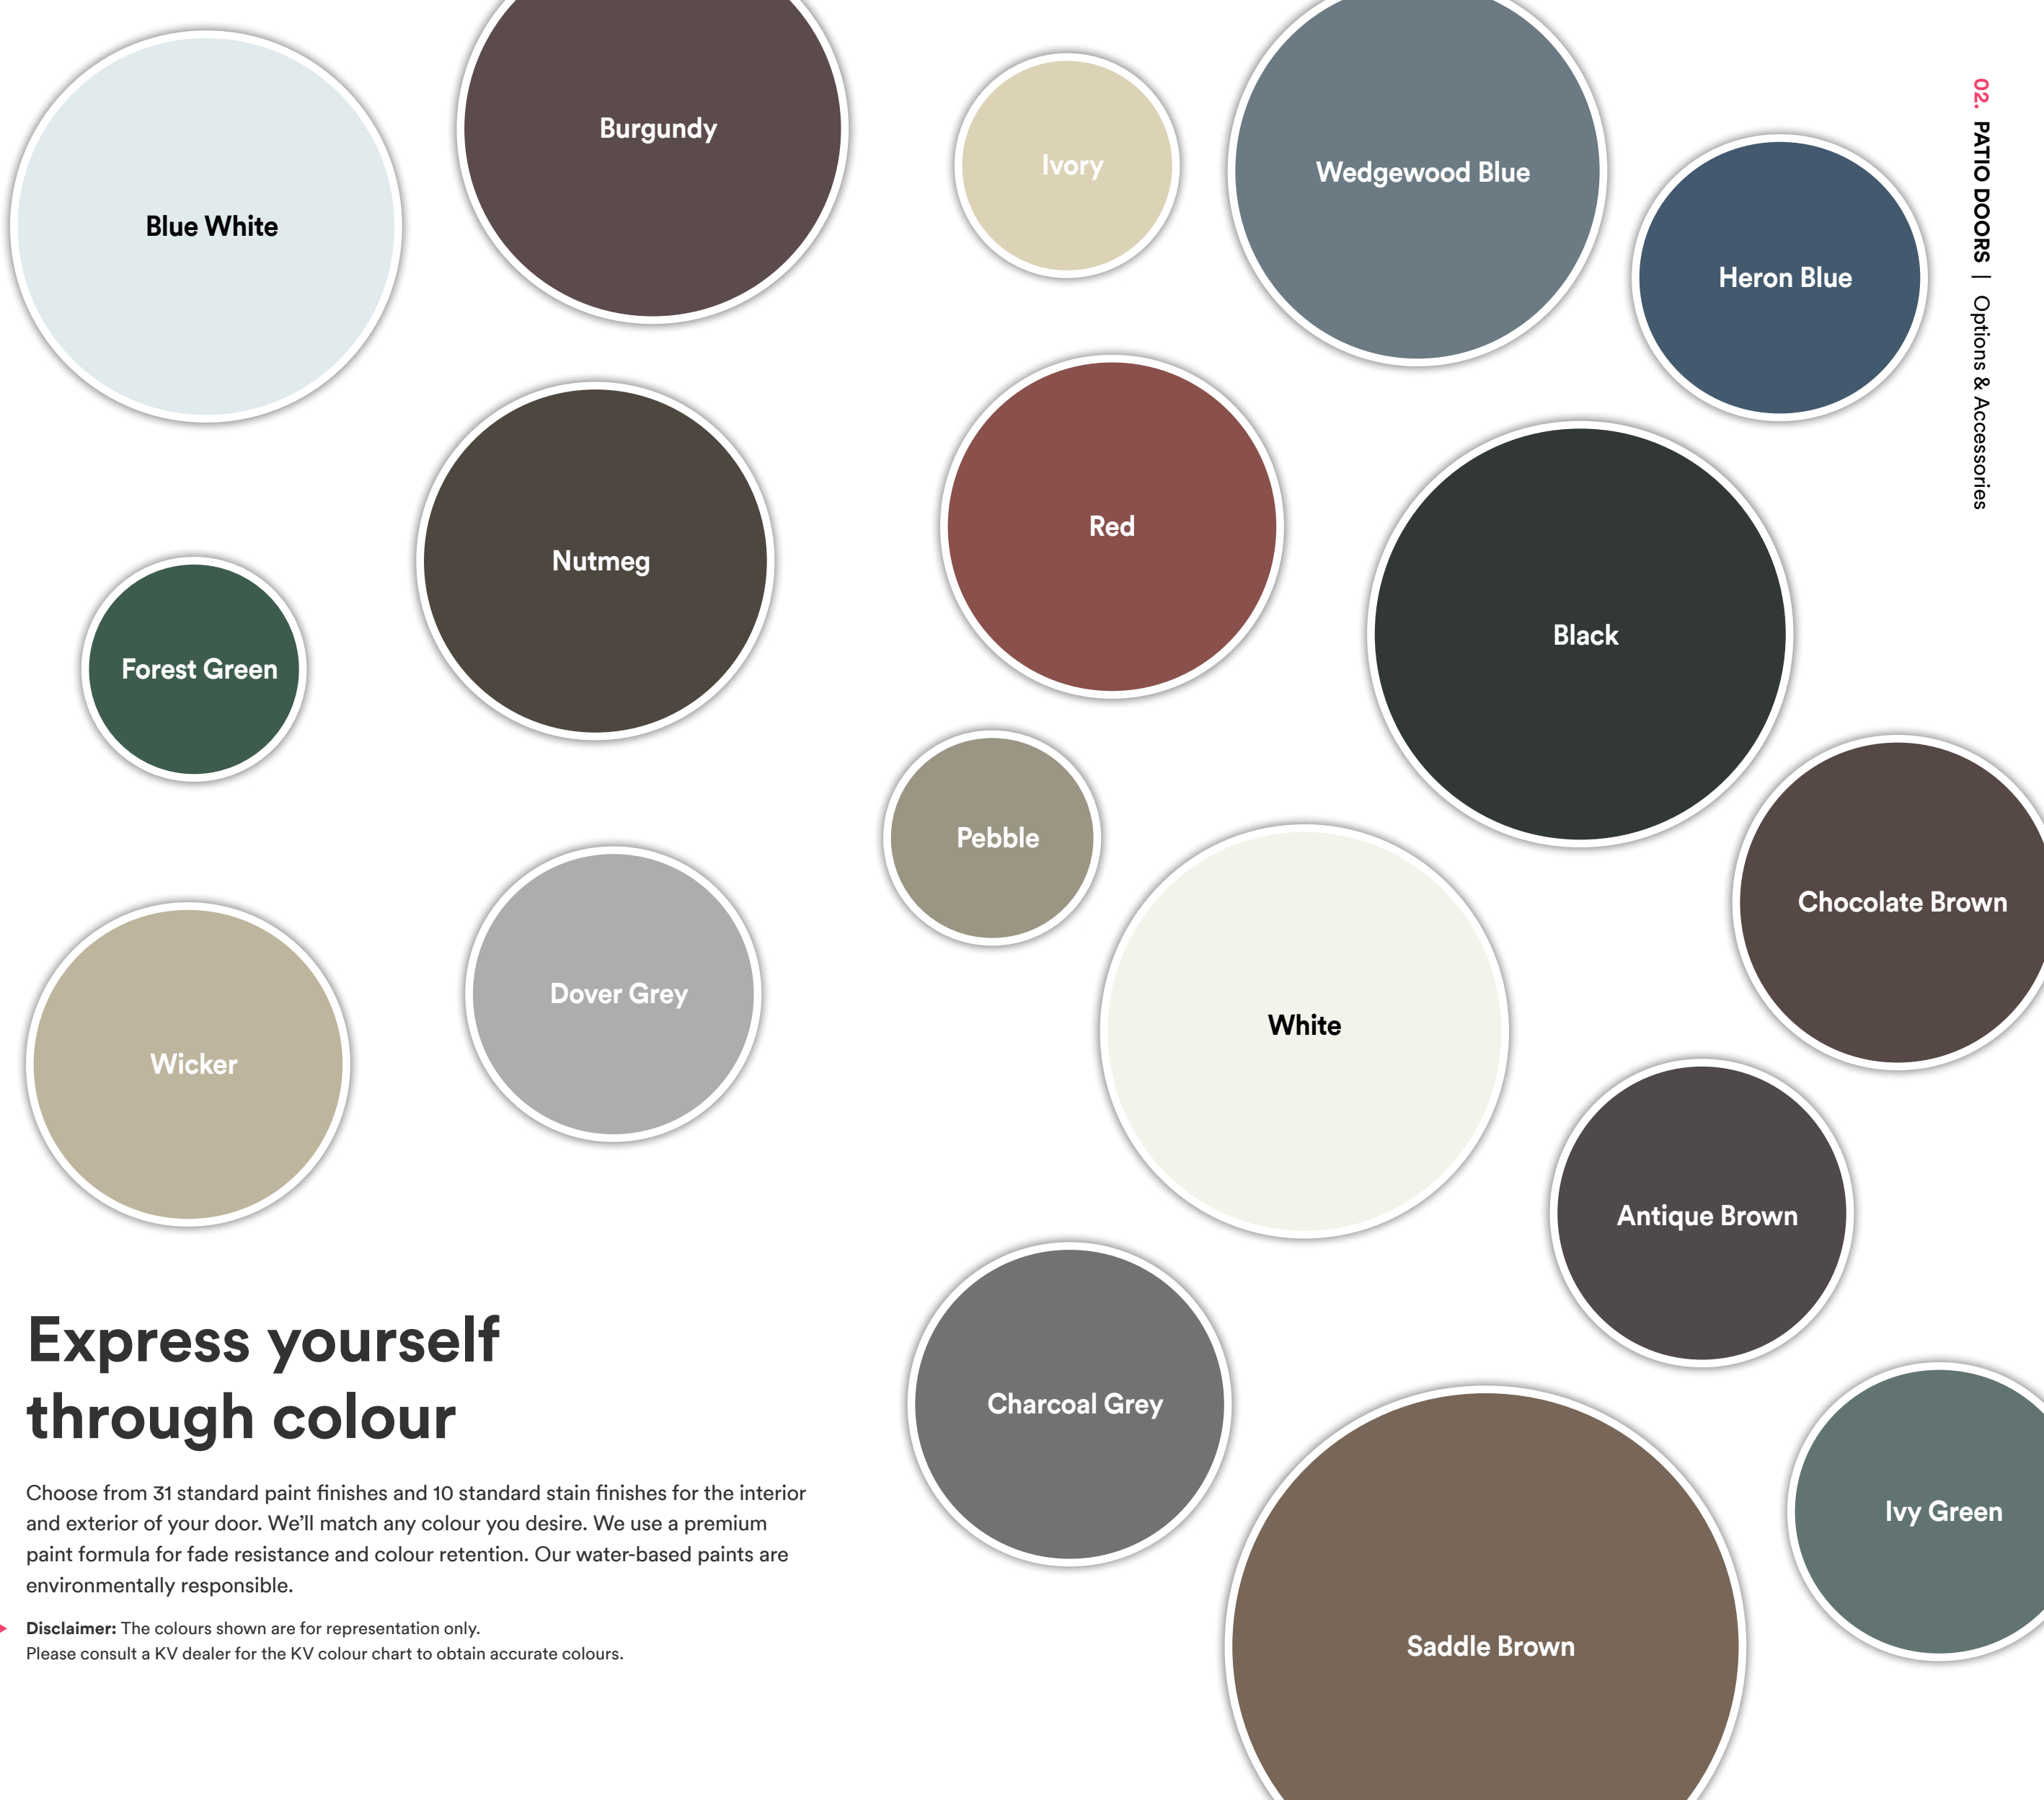 02. PATIO DOORS | Options & Accessories
Burgundy
Ivory
Wedgewood Blue
Blue White
Heron Blue
Red
Nutmeg
Black
Forest Green
Pebble
Chocolate Brown
Dover Grey
White
Wicker
Antique Brown
Charcoal Grey
Ivy Green
Saddle Brown
Express yourself
through colour
Choose from 31 standard paint finishes and 10 standard stain finishes for the interior
and exterior of your door. We’ll match any colour you desire. We use a premium
paint formula for fade resistance and colour retention. Our water-based paints are
environmentally responsible.
Disclaimer: The colours shown are for representation only.
Please consult a KV dealer for the KV colour chart to obtain accurate colours.